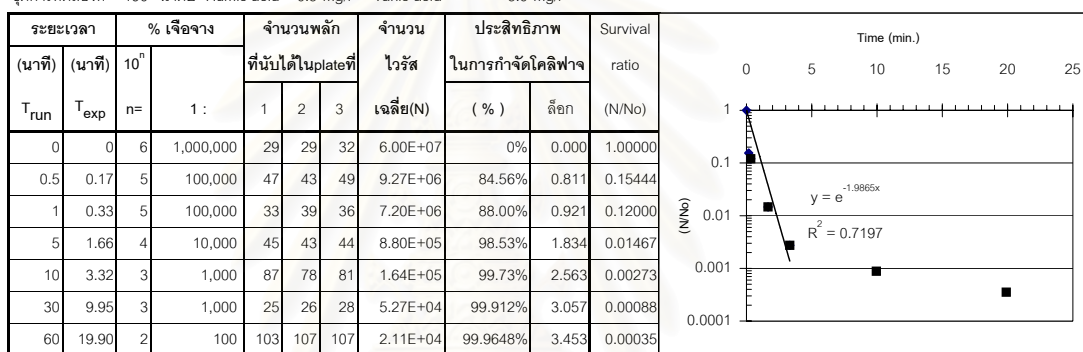 ระยะเวลา % เจือจาง จำนวนพลัก จำนวน ประสิทธิภาพ Survival
(นาที) (นาที) 10^n ที่นับได้ในplateที่ ไวรัส ในการกำจัดโคลิฟาจ ratio
Trun Texp n= 1 : 1 2 3 เฉลี่ย(N) ( % ) ล็อก (N/No)
0 0 6 1,000,000 29 29 32 6.00E+07 0% 0.000 1.00000
0.5 0.17 5 100,000 47 43 49 9.27E+06 84.56% 0.811 0.15444
1 0.33 5 100,000 33 39 36 7.20E+06 88.00% 0.921 0.12000
5 1.66 4 10,000 45 43 44 8.80E+05 98.53% 1.834 0.01467
10 3.32 3 1,000 87 78 81 1.64E+05 99.73% 2.563 0.00273
30 9.95 3 1,000 25 26 28 5.27E+04 99.912% 3.057 0.00088
60 19.90 2 100 103 107 107 2.11E+04 99.9648% 3.453 0.00035
Time (min.)
0 5 10 15 20 25
1
0.1
0.01
0.001
0.0001
(N/No)
y = e^-1.9865x
R^2 = 0.7197